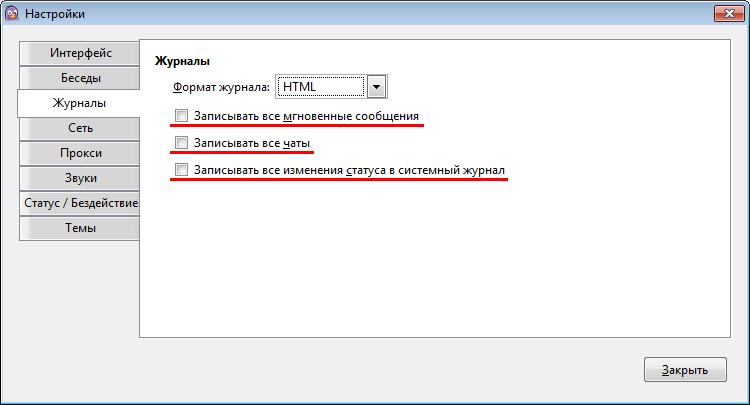 Настройки
Интерфейс
Беседы
Журналы
Сеть
Прокси
Звуки
Статус / Бездействие
Темы
Журналы
Формат журнала: HTML
Записывать все мгновенные сообщения
Записывать все чаты
Записывать все изменения статуса в системный журнал
Закрыть